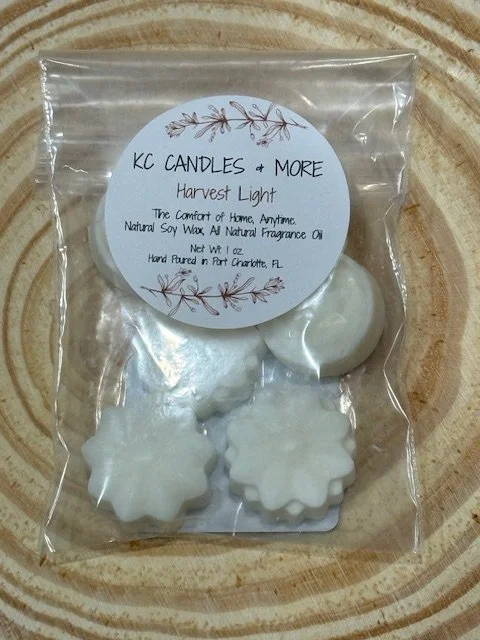 KC CANDLES & MORE
Harvest Light
The Comfort of Home, Anytime.
Natural Soy Wax, All Natural Fragrance Oil
Net Wt 1 oz.
Hand Poured in Port Charlotte, FL